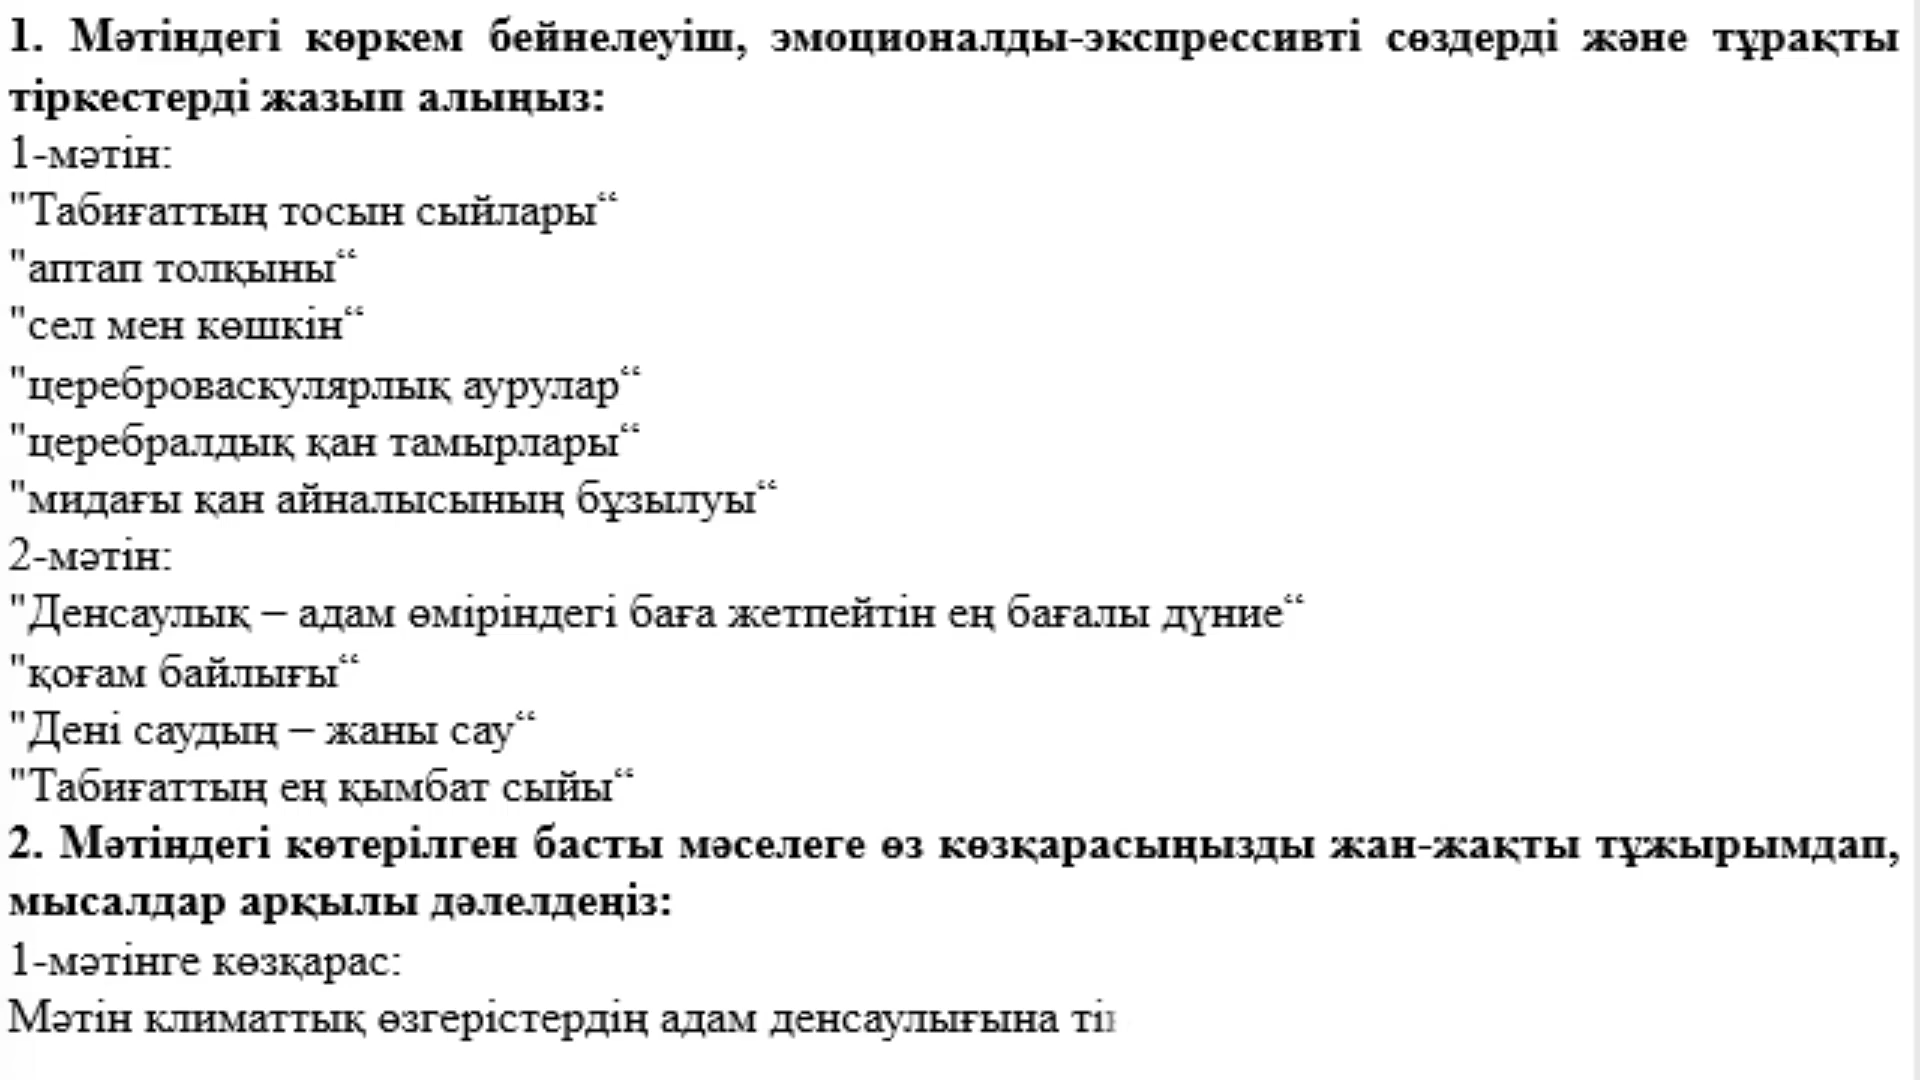 1. Мәтіндегі көркем бейнелеуіш, эмоционалды-экспрессивті сөздерді және тұрақты
тіркестерді жазып алыңыз:
1-мәтін:
"Табиғаттың тосын сыйлары“
"аптап толқыны“
"сел мен көшкін“
"цереброваскулярлық аурулар“
"церебралдық қан тамырлары“
"мидағы қан айналысының бұзылуы“
2-мәтін:
"Денсаулық – адам өміріндегі баға жетпейтін ең бағалы дүние“
"қоғам байлығы“
"Дені саудың – жаны сау“
"Табиғаттың ең қымбат сыйы“
2. Мәтіндегі көтерілген басты мәселеге өз көзқарасыңызды жан-жақты тұжырымдап,
мысалдар арқылы дәлелдеңіз:
1-мәтінге көзқарас:
Мәтін климаттық өзгерістердің адам денсаулығына